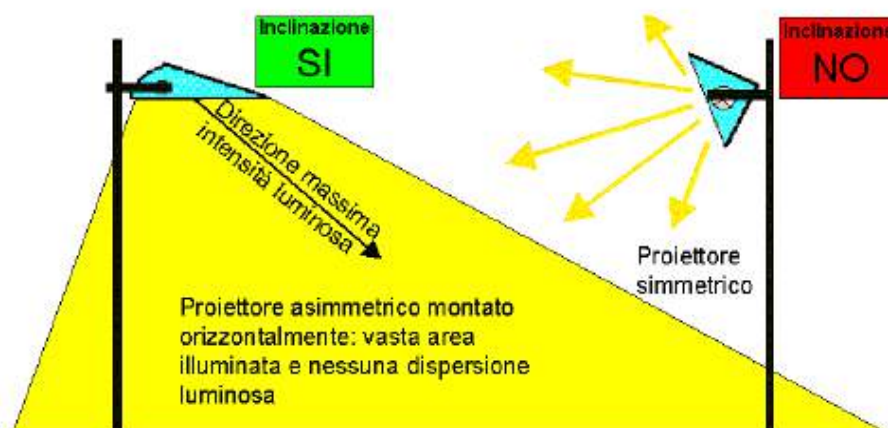 Inclinazione
SI
Inclinazione
NO
Direzione massima
intensità luminosa
Proiettore
simmetrico
Proiettore asimmetrico montato
orizzontalmente: vasta area
illuminata e nessuna dispersione
luminosa